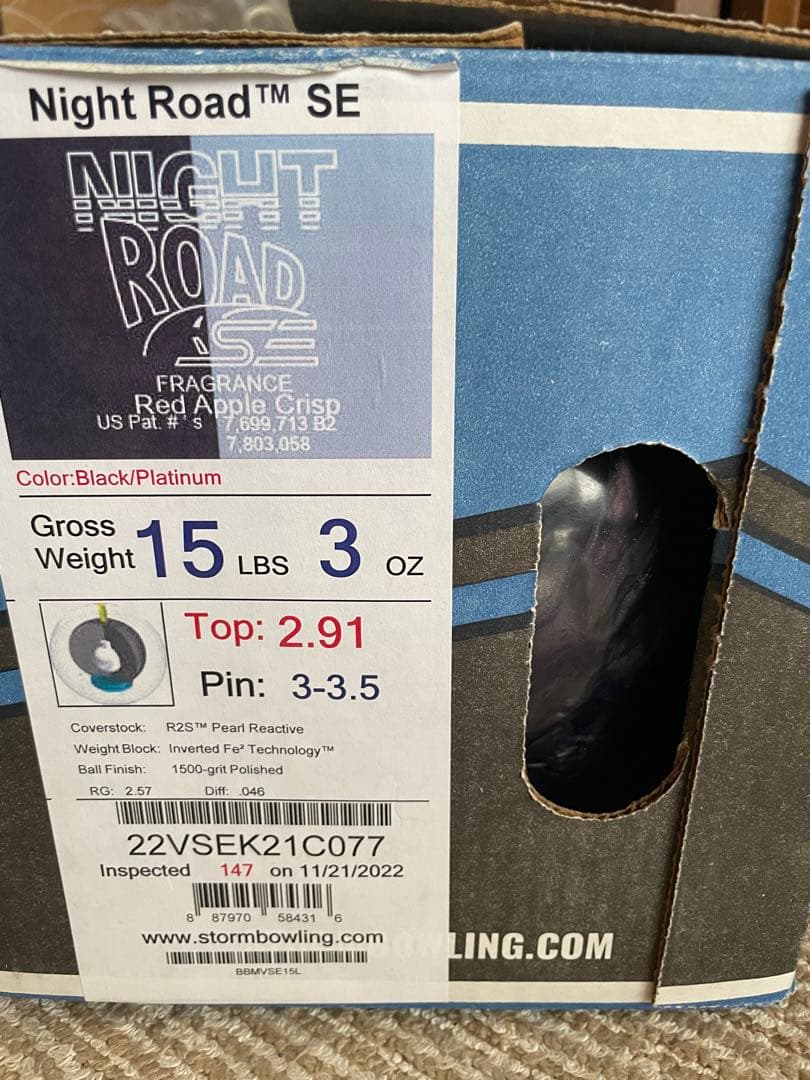 Night Road™ SE
NIGHT
ROAD
SE
FRAGRANCE
Red Apple Crisp
US Pat. #'s 7,699,713 B2
7,803,058
Color:Black/Platinum
Gross Weight 15 LBS 3 OZ
Top: 2.91
Pin: 3-3.5
Coverstock: R2S™ Pearl Reactive
Weight Block: Inverted Fe² Technology™
Ball Finish: 1500-grit Polished
RG: 2.57 Diff: .046
22VSEK21C077
Inspected 147 on 11/21/2022
8 87970 58431 6
www.stormbowling.com
BBMVSE15L
LING.COM